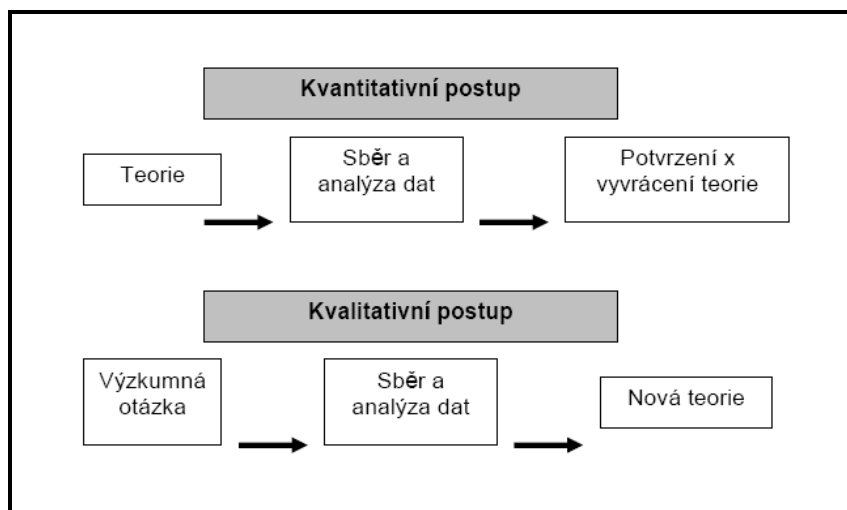 Kvantitativní postup
Teorie
Sběr a
analýza dat
Potvrzení x
vyvrácení teorie
Kvalitativní postup
Výzkumná
otázka
Sběr a
analýza dat
Nová teorie